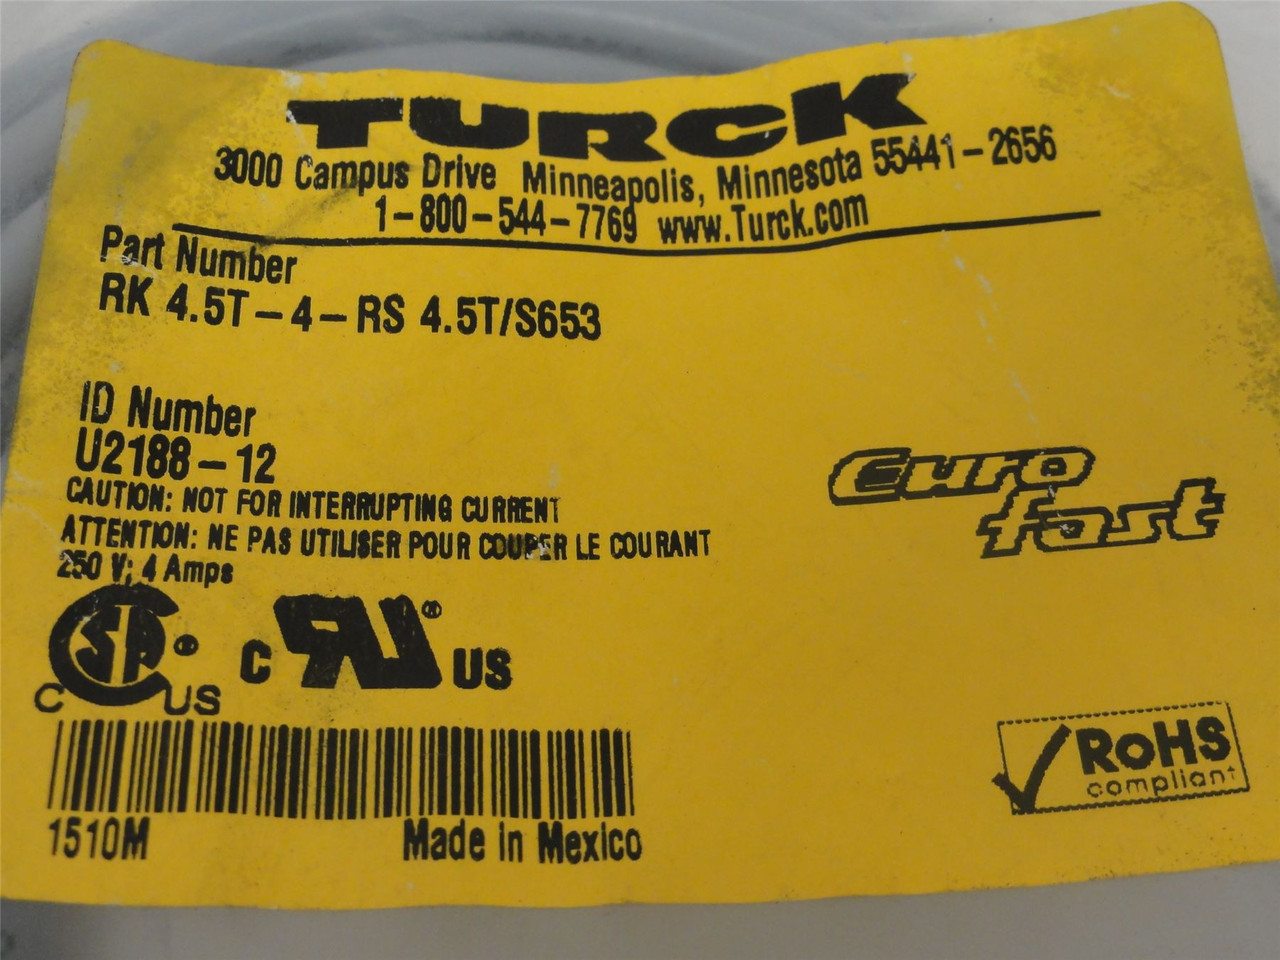 TURCK
3000 Campus Drive Minneapolis, Minnesota 55441-2656
1-800-544-7769 www.Turck.com
Part Number
RK 4.5T-4-RS 4.5T/S653
ID Number
U2188-12
CAUTION: NOT FOR INTERRUPTING CURRENT
ATTENTION: NE PAS UTILISER POUR COUPER LE COURANT
250 V; 4 Amps
Euro
fast
C SA ® C US
C RU ® US
RoHS
compliant
1510M Made in Mexico